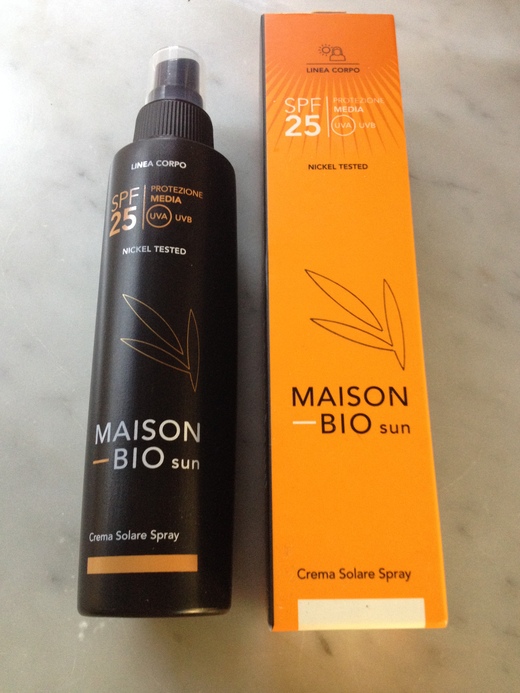 LINEA CORPO
SPF
25
PROTEZIONE
MEDIA
UVA UVB
NICKEL TESTED
MAISON
BIO sun
Crema Solare Spray
LINEA CORPO
SPF
25
PROTEZIONE
MEDIA
UVA UVB
NICKEL TESTED
MAISON
BIO sun
Crema Solare Spray